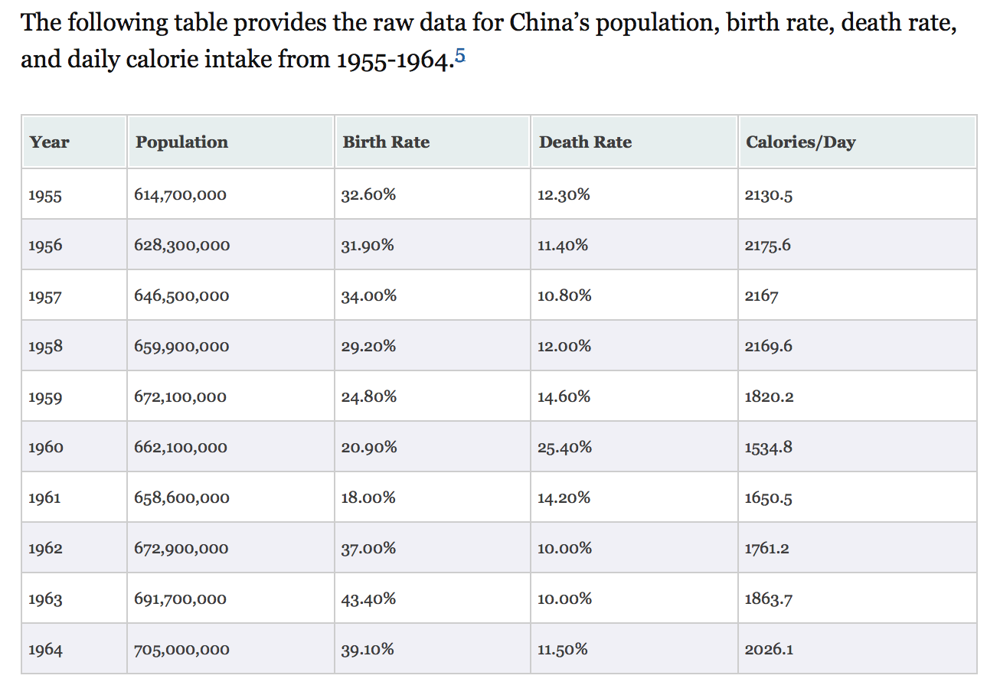 The following table provides the raw data for China’s population, birth rate, death rate,
and daily calorie intake from 1955-1964.5
Year Population Birth Rate Death Rate Calories/Day
1955 614,700,000 32.60% 12.30% 2130.5
1956 628,300,000 31.90% 11.40% 2175.6
1957 646,500,000 34.00% 10.80% 2167
1958 659,900,000 29.20% 12.00% 2169.6
1959 672,100,000 24.80% 14.60% 1820.2
1960 662,100,000 20.90% 25.40% 1534.8
1961 658,600,000 18.00% 14.20% 1650.5
1962 672,900,000 37.00% 10.00% 1761.2
1963 691,700,000 43.40% 10.00% 1863.7
1964 705,000,000 39.10% 11.50% 2026.1